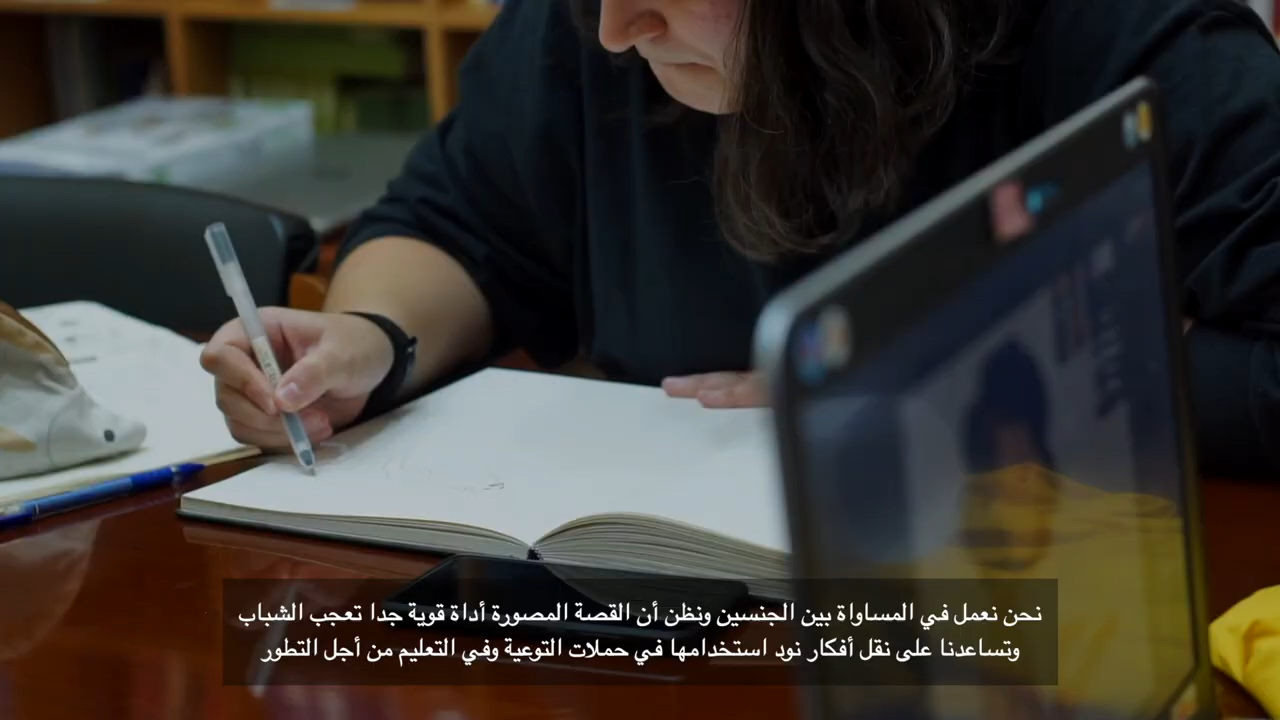 نحن نعمل في المساواة بين الجنسين ونظن أن القصة المصورة أداة قوية جدا تعجب الشباب
وتساعدنا على نقل أفكار نود استخدامها في حملات التوعية وفي التعليم من أجل التطور